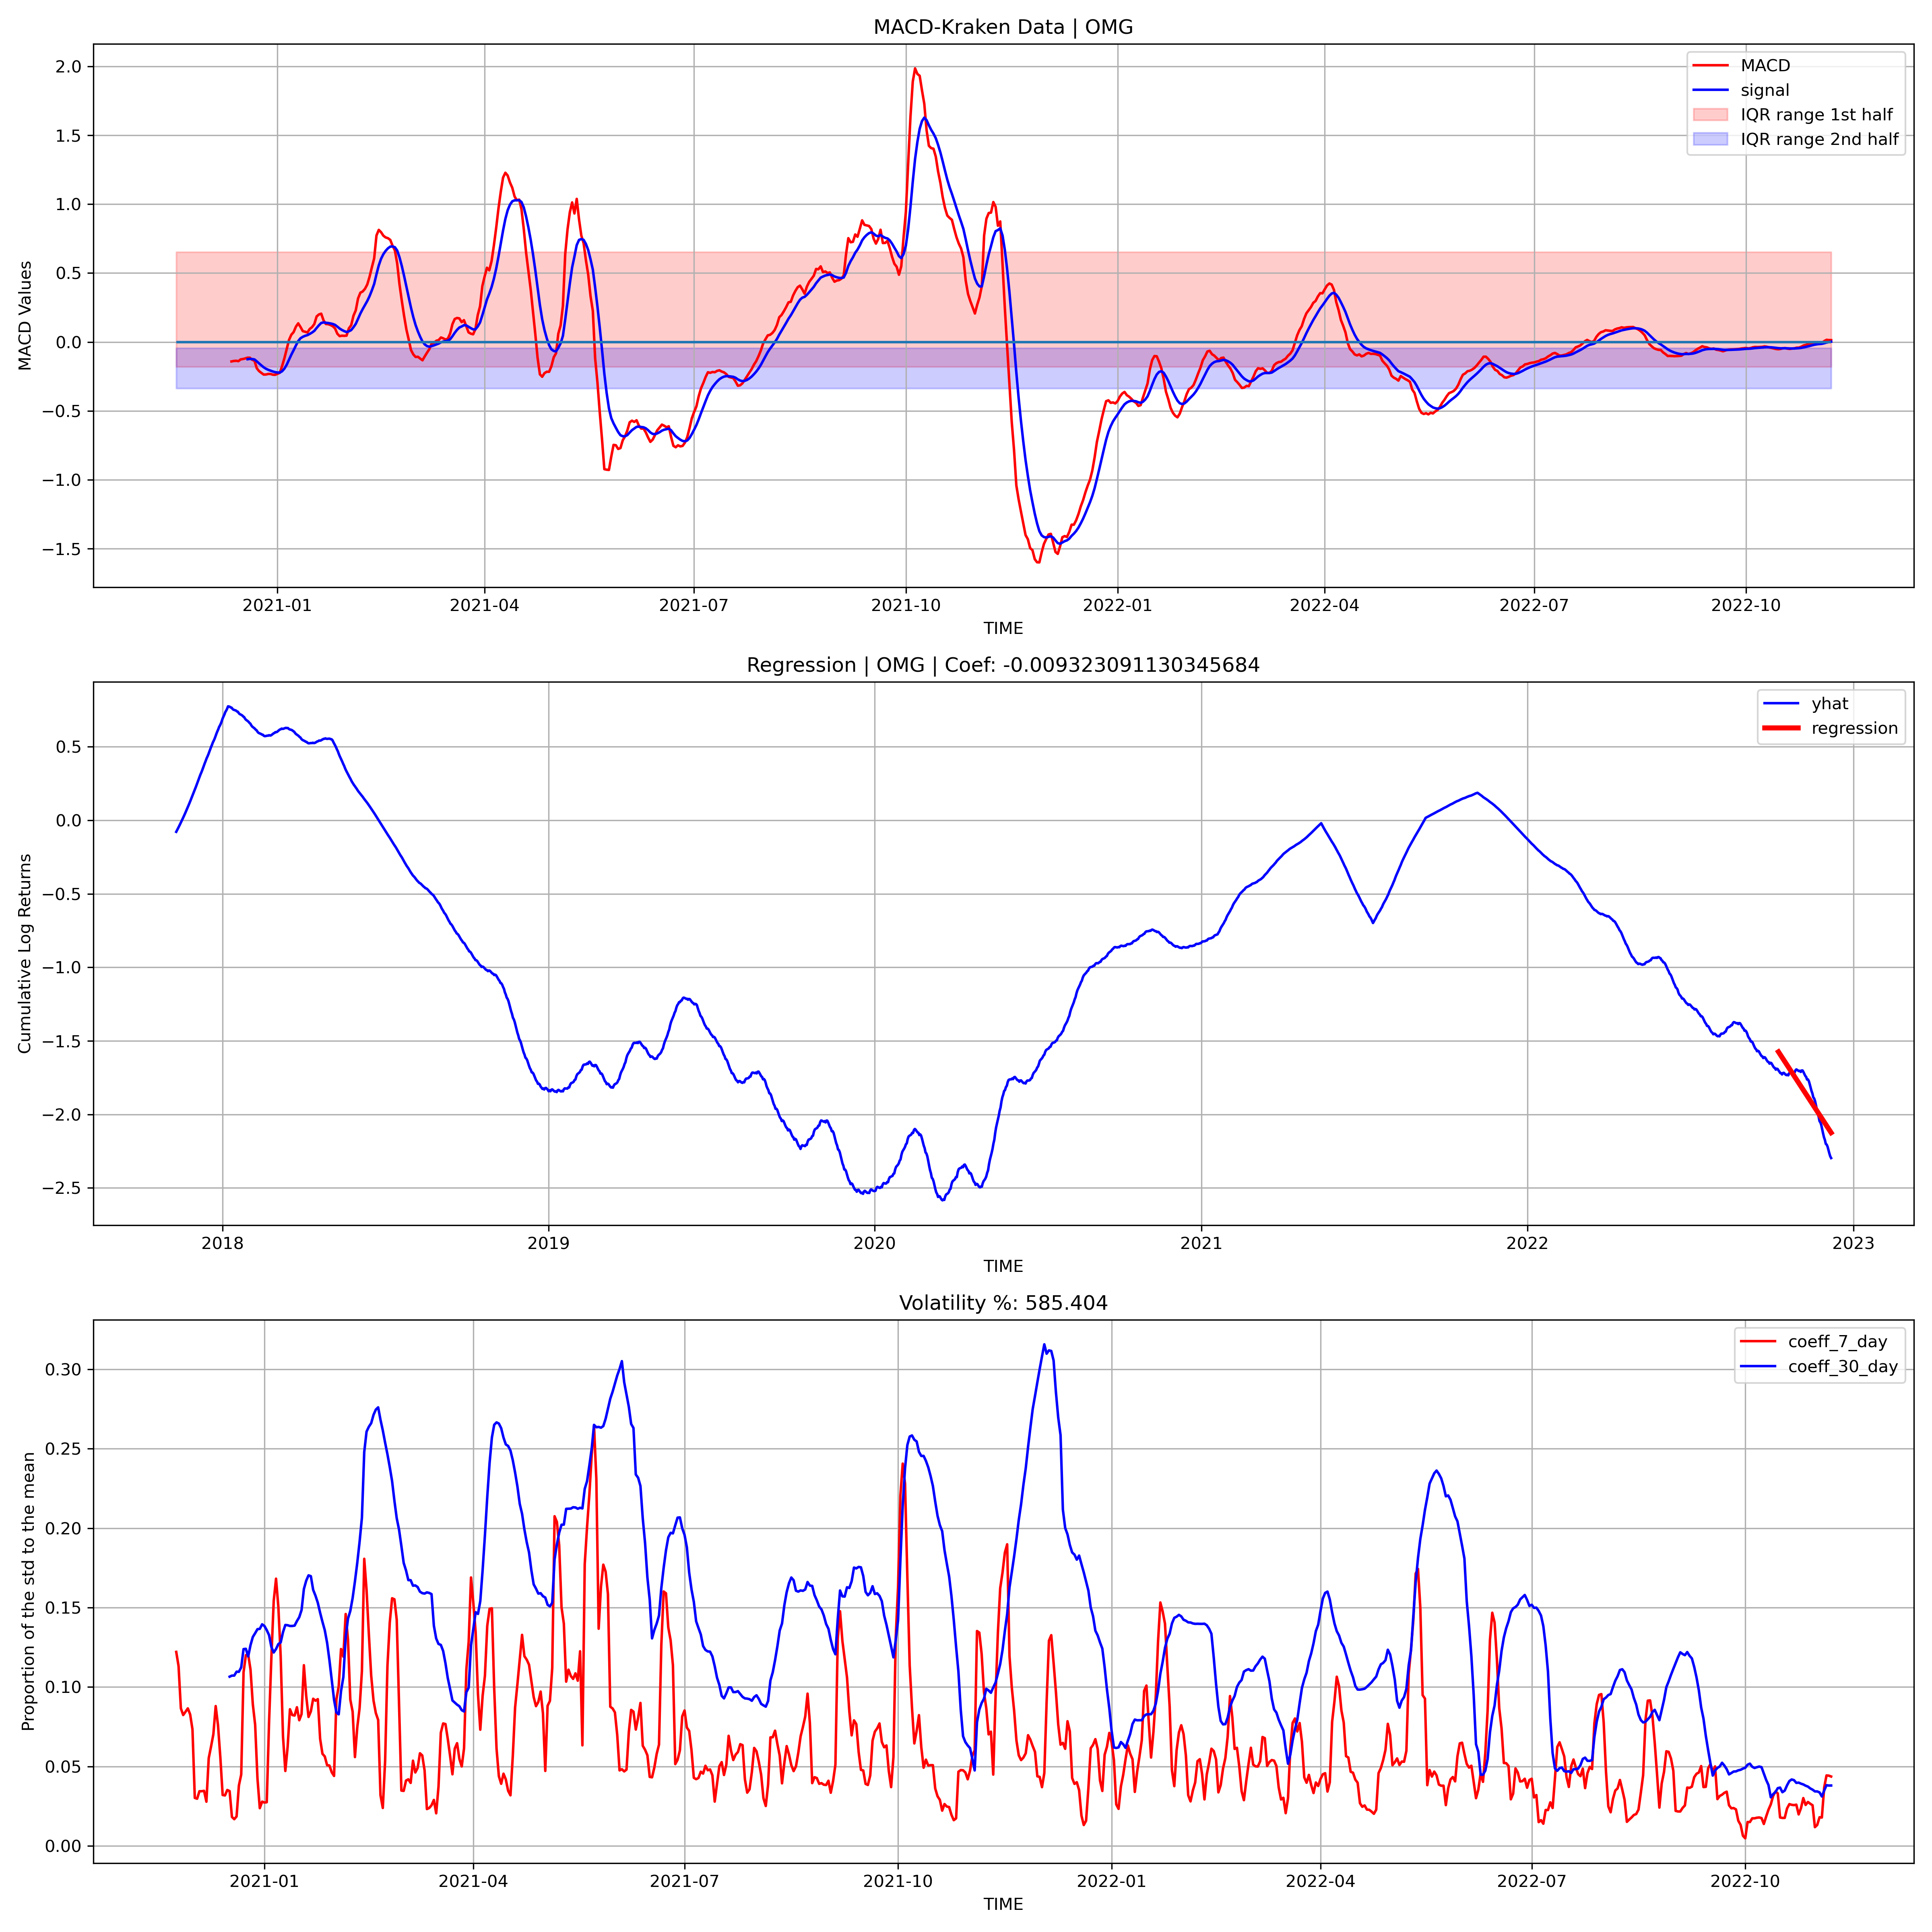 MACD-Kraken Data | OMG
MACD Values
2.0
1.5
1.0
0.5
0.0
−0.5
−1.0
−1.5
MACD
signal
IQR range 1st half
IQR range 2nd half
2021-01 2021-04 2021-07 2021-10 2022-01 2022-04 2022-07 2022-10
TIME
Regression | OMG | Coef: -0.009323091130345684
Cumulative Log Returns
0.5
0.0
−0.5
−1.0
−1.5
−2.0
−2.5
yhat
regression
2018 2019 2020 2021 2022 2023
TIME
Volatility %: 585.404
Proportion of the std to the mean
0.30
0.25
0.20
0.15
0.10
0.05
0.00
coeff_7_day
coeff_30_day
2021-01 2021-04 2021-07 2021-10 2022-01 2022-04 2022-07 2022-10
TIME